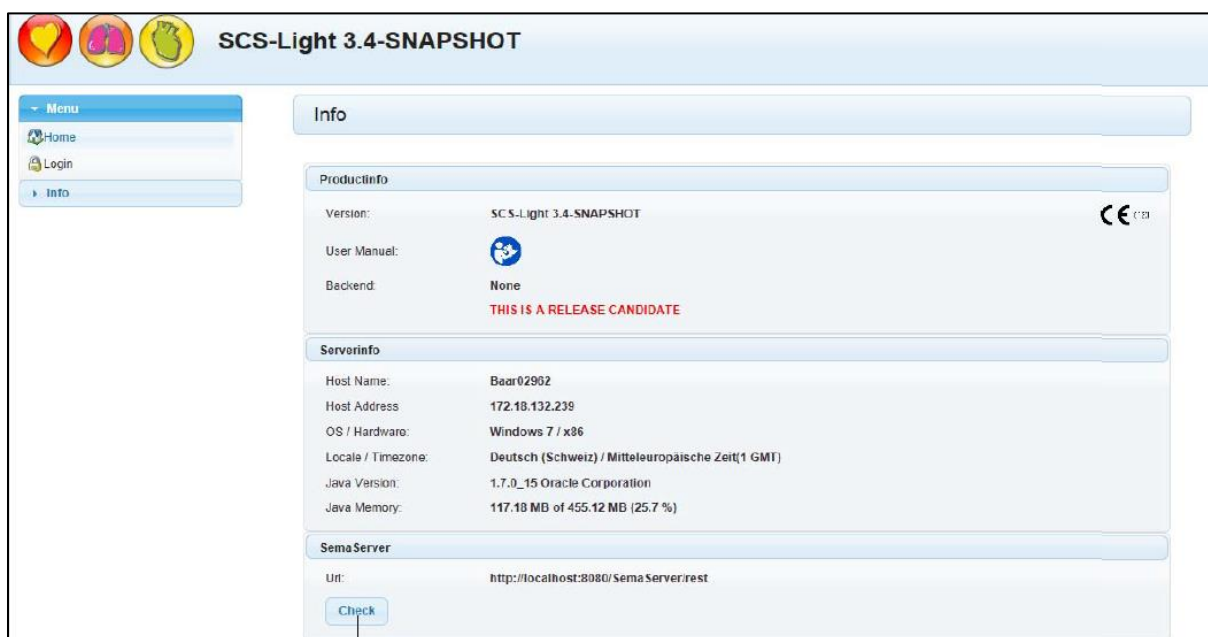 SCS-Light 3.4-SNAPSHOT
Menu
Home
Login
Info
Info
Productinfo
Version: SCS-Light 3.4-SNAPSHOT
User Manual:
Backend: None
THIS IS A RELEASE CANDIDATE
Serverinfo
Host Name: Baar02962
Host Address 172.18.132.239
OS / Hardware: Windows 7 / x86
Locale / Timezone: Deutsch (Schweiz) / Mitteleuropäische Zeit(1 GMT)
Java Version: 1.7.0_15 Oracle Corporation
Java Memory: 117.18 MB of 455.12 MB (25.7 %)
SemaServer
Url: http://localhost:8080/SemaServer/rest
Check